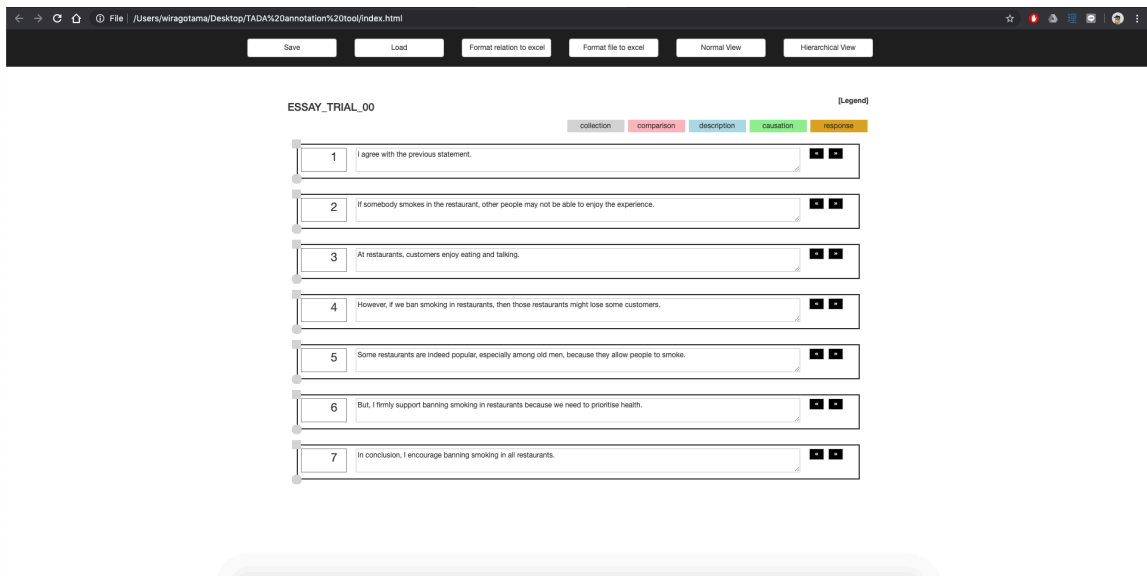 File | /Users/wiragotama/Desktop/TADA%20annotation%20tool/index.html
Save Load Format relation to excel Format file to excel Normal View Hierarchical View
[Legend]
ESSAY_TRIAL_00
collection comparison description causation response
1 I agree with the previous statement. « »
2 If somebody smokes in the restaurant, other people may not be able to enjoy the experience. « »
3 At restaurants, customers enjoy eating and talking. « »
4 However, if we ban smoking in restaurants, then those restaurants might lose some customers. « »
5 Some restaurants are indeed popular, especially among old men, because they allow people to smoke. « »
6 But, I firmly support banning smoking in restaurants because we need to prioritise health. « »
7 In conclusion, I encourage banning smoking in all restaurants. « »